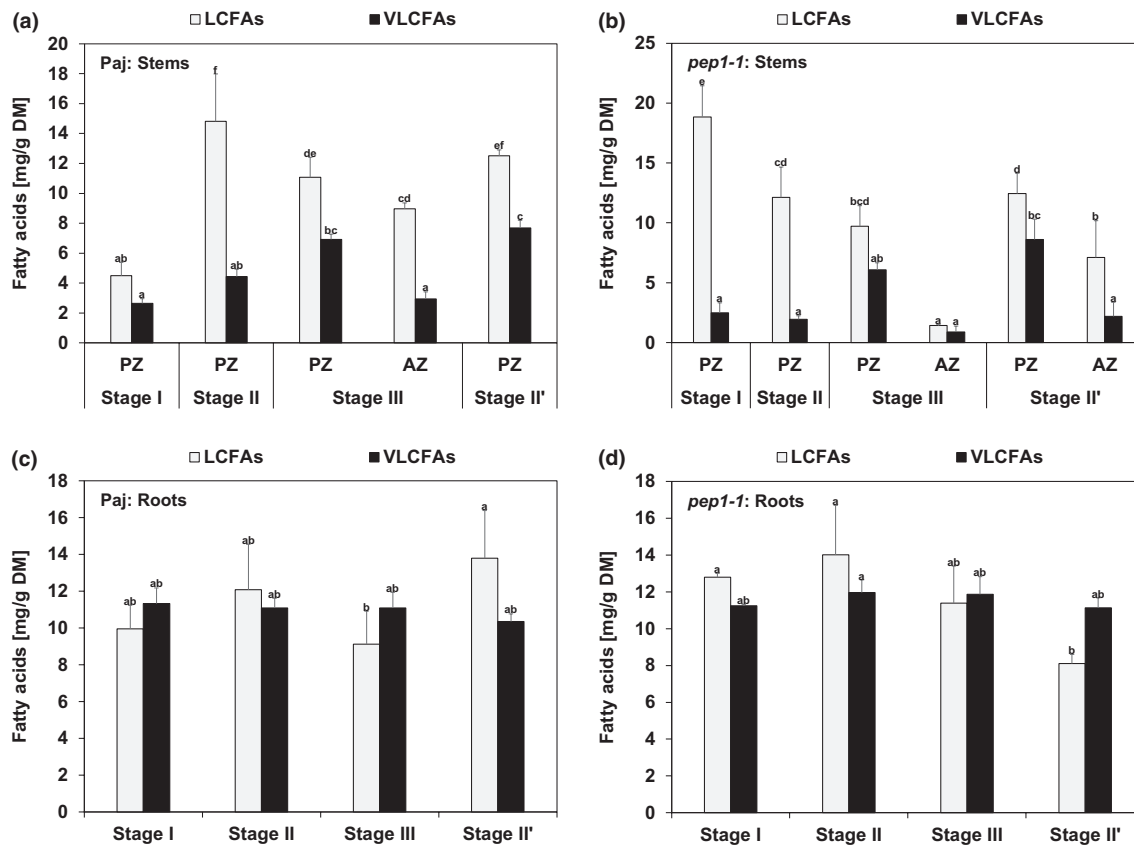 (a)
LCFAs VLCFAs
Paj: Stems
Fatty acids [mg/g DM]
20
18
16
14
12
10
8
6
4
2
0
ab
a
f
ab
de
bc
cd
a
ef
c
PZ PZ PZ AZ PZ
Stage I Stage II Stage III Stage II'
(b)
LCFAs VLCFAs
pep1-1: Stems
Fatty acids [mg/g DM]
25
20
15
10
5
0
e
a
cd
a
bcd
ab
a
a
d
bc
b
a
PZ PZ PZ AZ PZ AZ
Stage I Stage II Stage III Stage II'
(c)
LCFAs VLCFAs
Paj: Roots
Fatty acids [mg/g DM]
18
16
14
12
10
8
6
4
2
0
ab
ab
ab
ab
b
ab
a
ab
Stage I Stage II Stage III Stage II'
(d)
LCFAs VLCFAs
pep1-1: Roots
Fatty acids [mg/g DM]
18
16
14
12
10
8
6
4
2
0
a
ab
a
a
ab
ab
b
ab
Stage I Stage II Stage III Stage II'